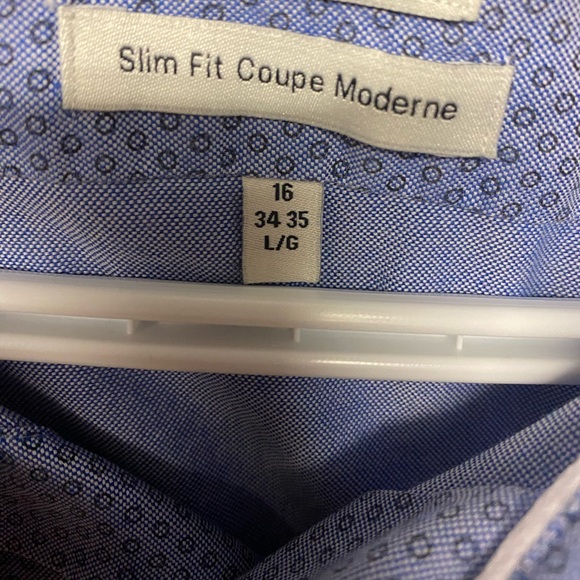 Slim Fit Coupe Moderne
16
34 35
L/G